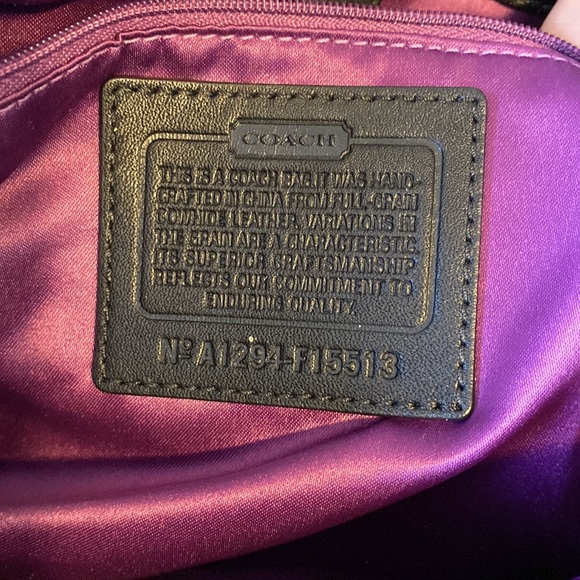 COACH
THIS IS A COACH BAG.IT WAS HAND-
CRAFTED IN CHINA FROM FULL-GRAIN
COWHIDE LEATHER. VARIATIONS IN
THE GRAIN ARE A CHARACTERISTIC.
ITS SUPERIOR CRAFTSMANSHIP
REFLECTS OUR COMMITMENT TO
ENDURING QUALITY.
Nº A1294-F15513